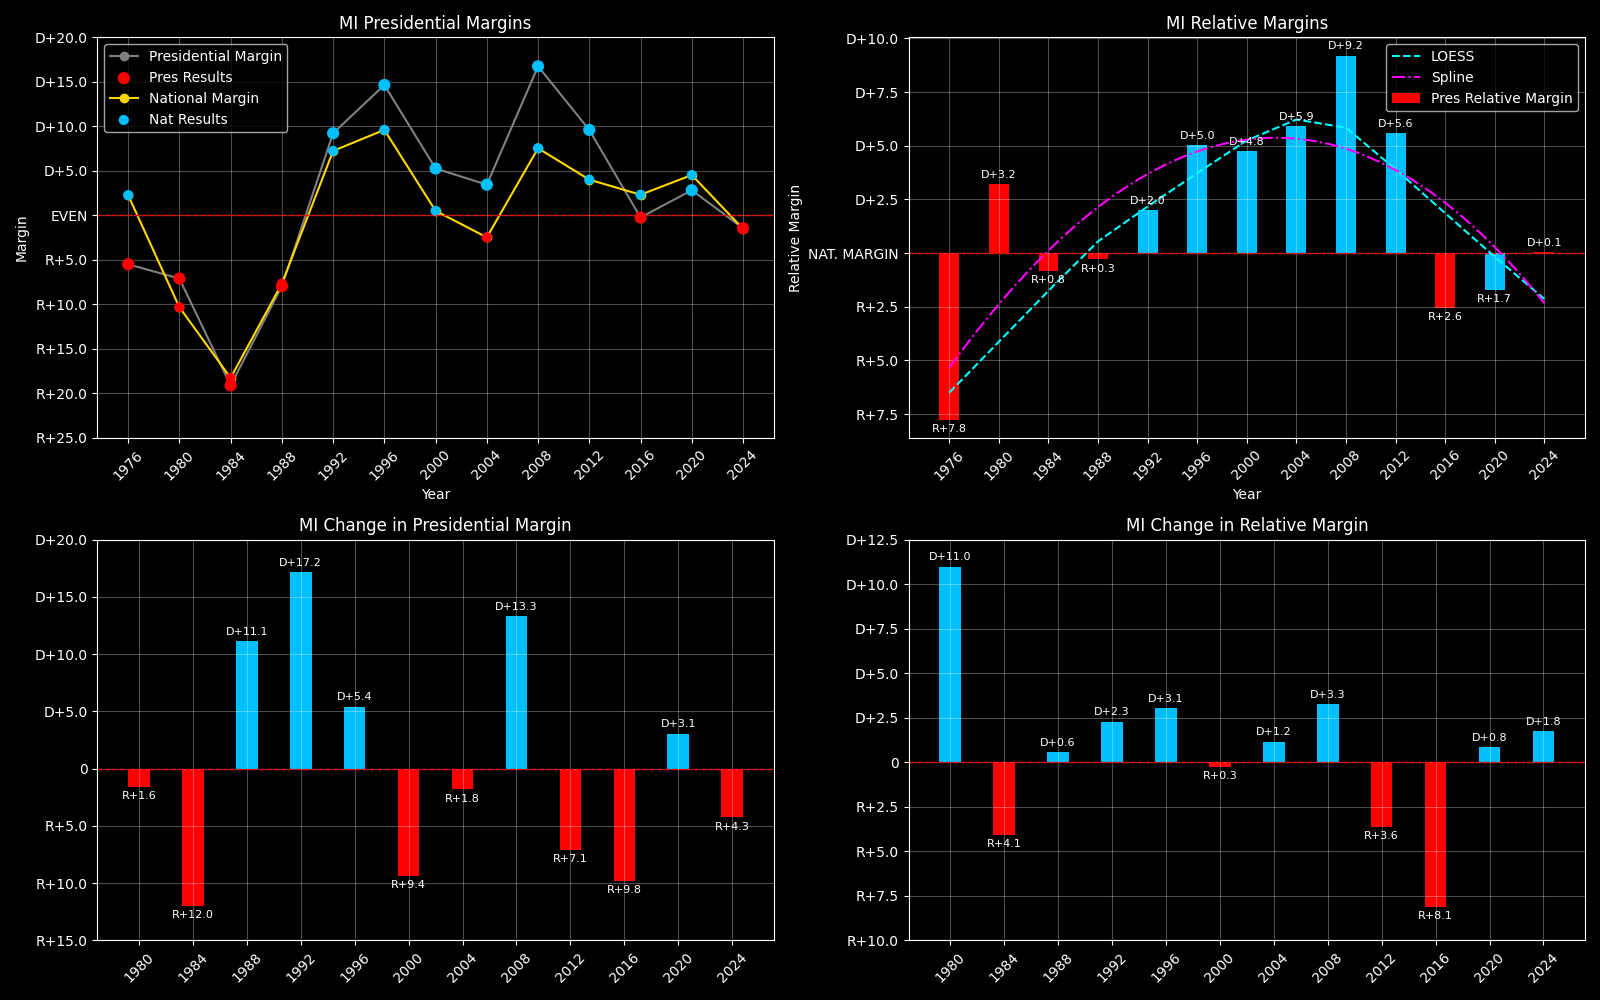 MI Presidential Margins
D+20.0
D+15.0
D+10.0
D+5.0
EVEN
R+5.0
R+10.0
R+15.0
R+20.0
R+25.0
Margin
Presidential Margin
Pres Results
National Margin
Nat Results
1976
1980
1984
1988
1992
1996
2000
2004
2008
2012
2016
2020
2024
Year
MI Relative Margins
D+10.0
D+7.5
D+5.0
D+2.5
NAT. MARGIN
R+2.5
R+5.0
R+7.5
Relative Margin
LOESS
Spline
Pres Relative Margin
R+7.8
D+3.2
R+0.8
R+0.3
D+2.0
D+5.0
D+4.8
D+5.9
D+9.2
D+5.6
R+2.6
R+1.7
D+0.1
1976
1980
1984
1988
1992
1996
2000
2004
2008
2012
2016
2020
2024
Year
MI Change in Presidential Margin
D+20.0
D+15.0
D+10.0
D+5.0
0
R+5.0
R+10.0
R+15.0
R+1.6
R+12.0
D+11.1
D+17.2
D+5.4
R+9.4
R+1.8
D+13.3
R+7.1
R+9.8
D+3.1
R+4.3
1980
1984
1988
1992
1996
2000
2004
2008
2012
2016
2020
2024
MI Change in Relative Margin
D+12.5
D+10.0
D+7.5
D+5.0
D+2.5
0
R+2.5
R+5.0
R+7.5
R+10.0
D+11.0
R+4.1
D+0.6
D+2.3
D+3.1
R+0.3
D+1.2
D+3.3
R+3.6
R+8.1
D+0.8
D+1.8
1980
1984
1988
1992
1996
2000
2004
2008
2012
2016
2020
2024